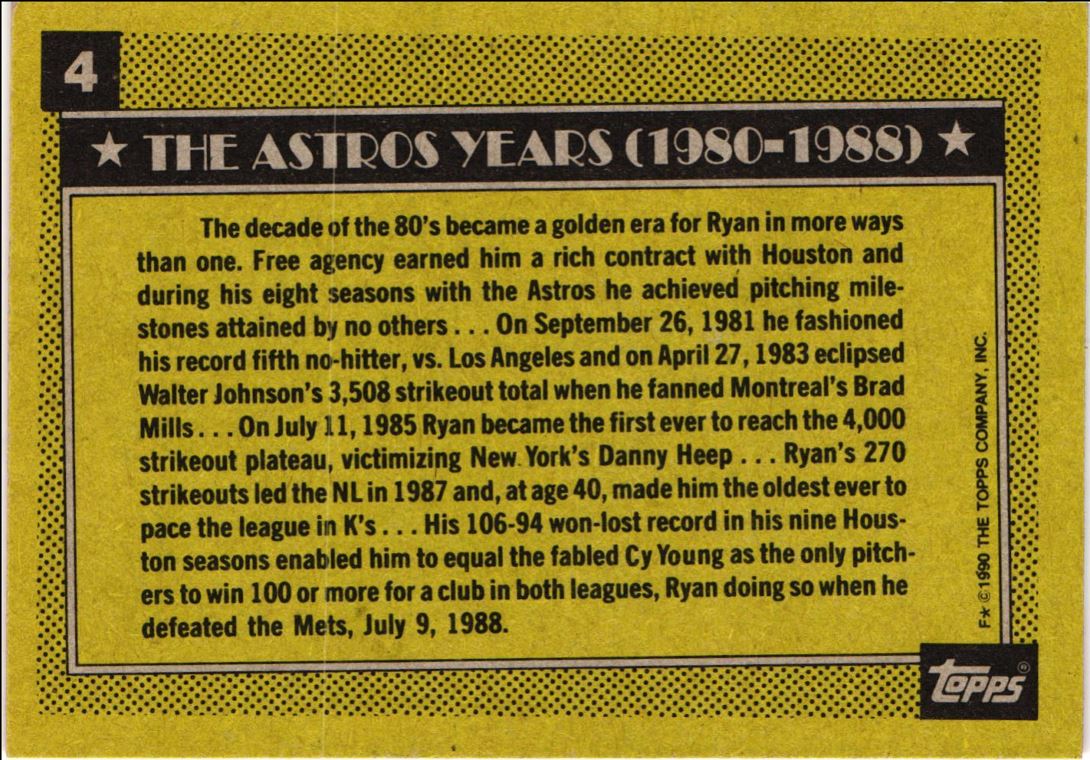 4
★ THE ASTROS YEARS (1980-1988) ★
The decade of the 80's became a golden era for Ryan in more ways
than one. Free agency earned him a rich contract with Houston and
during his eight seasons with the Astros he achieved pitching mile-
stones attained by no others . . . On September 26, 1981 he fashioned
his record fifth no-hitter, vs. Los Angeles and on April 27, 1983 eclipsed
Walter Johnson's 3,508 strikeout total when he fanned Montreal's Brad
Mills . . . On July 11, 1985 Ryan became the first ever to reach the 4,000
strikeout plateau, victimizing New York's Danny Heep . . . Ryan's 270
strikeouts led the NL in 1987 and, at age 40, made him the oldest ever to
pace the league in K's . . . His 106-94 won-lost record in his nine Hous-
ton seasons enabled him to equal the fabled Cy Young as the only pitch-
ers to win 100 or more for a club in both leagues, Ryan doing so when he
defeated the Mets, July 9, 1988.
F★ © 1990 THE TOPPS COMPANY, INC.
topps®